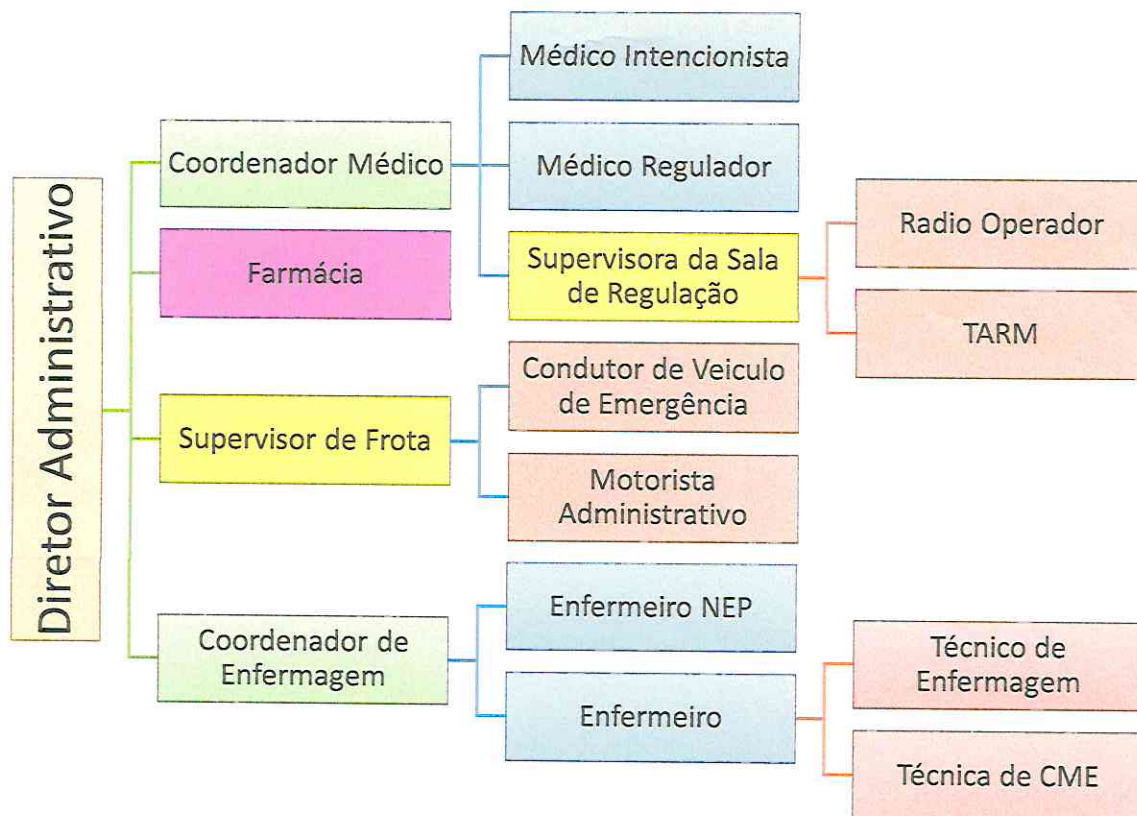 Diretor Administrativo
Coordenador Médico
Médico Intencionista
Médico Regulador
Supervisora da Sala
de Regulação
Radio Operador
TARM
Farmácia
Supervisor de Frota
Condutor de Veiculo
de Emergência
Motorista
Administrativo
Coordenador de
Enfermagem
Enfermeiro NEP
Enfermeiro
Técnico de
Enfermagem
Técnica de CME